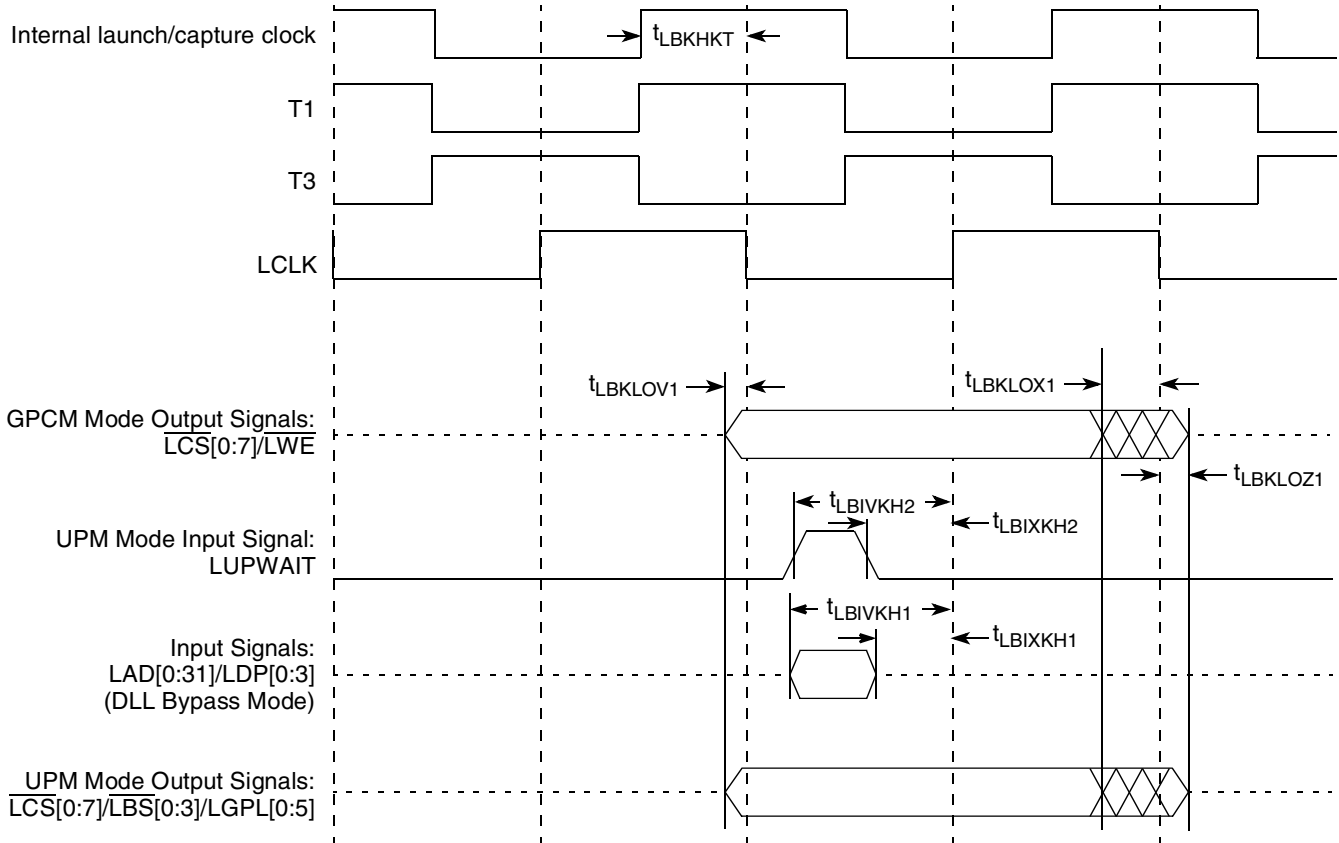 Internal launch/capture clock
tLBKHKT
T1
T3
LCLK
tLBKLOV1
tLBKLOX1
GPCM Mode Output Signals:
LCS[0:7]/LWE
tLBKLOZ1
tLBIVKH2
tLBIXKH2
UPM Mode Input Signal:
LUPWAIT
tLBIVKH1
tLBIXKH1
Input Signals:
LAD[0:31]/LDP[0:3]
(DLL Bypass Mode)
UPM Mode Output Signals:
LCS[0:7]/LBS[0:3]/LGPL[0:5]